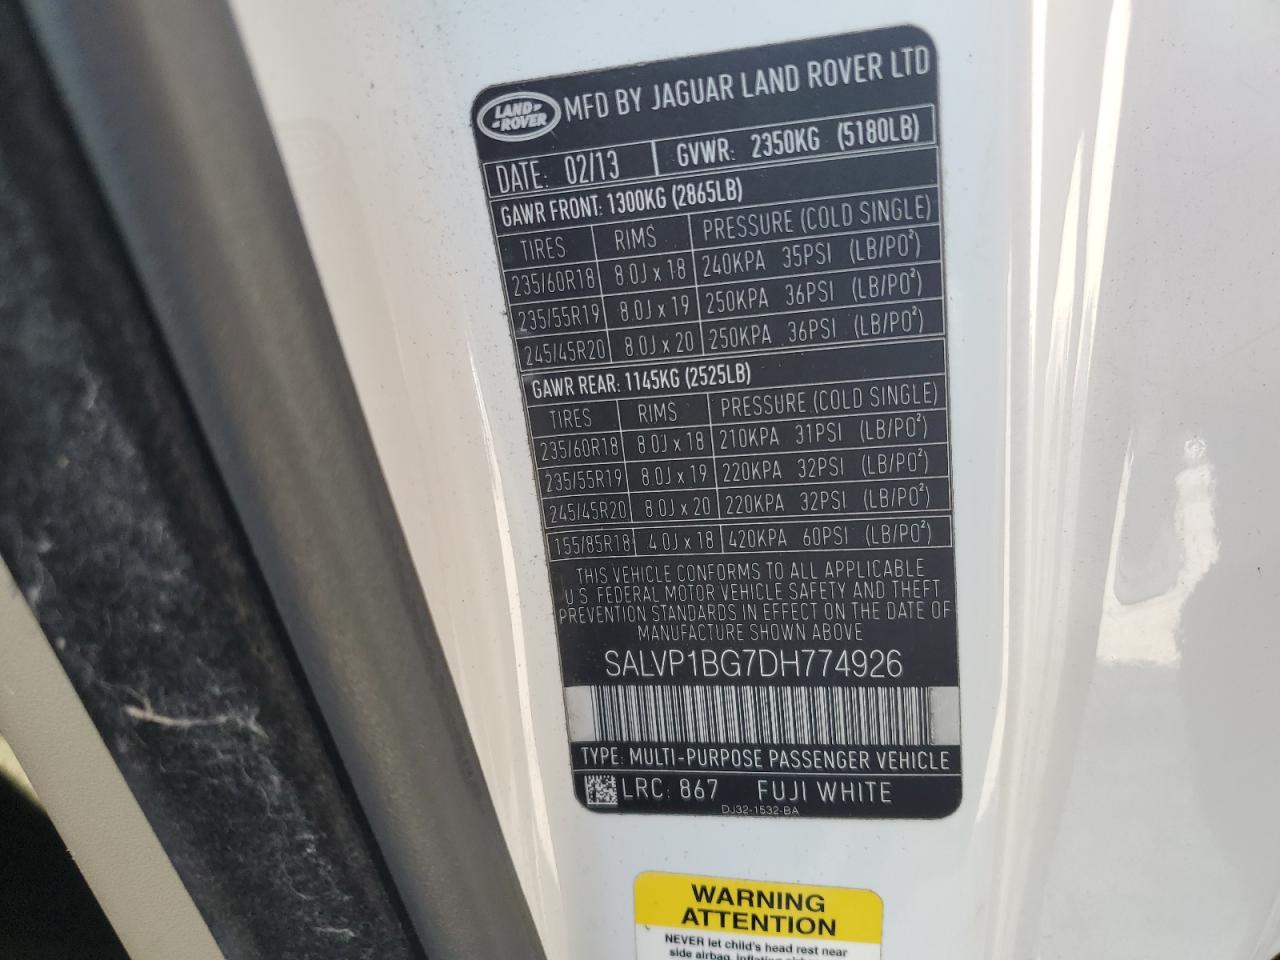 LAND-
-ROVER
MFD BY JAGUAR LAND ROVER LTD
DATE: 02/13 GVWR: 2350KG (5180LB)
GAWR FRONT: 1300KG (2865LB)
TIRES RIMS PRESSURE (COLD SINGLE)
235/60R18 8.0J x 18 240KPA 35PSI (LB/PO²)
235/55R19 8.0J x 19 250KPA 36PSI (LB/PO²)
245/45R20 8.0J x 20 250KPA 36PSI (LB/PO²)
GAWR REAR: 1145KG (2525LB)
TIRES RIMS PRESSURE (COLD SINGLE)
235/60R18 8.0J x 18 210KPA 31PSI (LB/PO²)
235/55R19 8.0J x 19 220KPA 32PSI (LB/PO²)
245/45R20 8.0J x 20 220KPA 32PSI (LB/PO²)
155/85R18 4.0J x 18 420KPA 60PSI (LB/PO²)
THIS VEHICLE CONFORMS TO ALL APPLICABLE
U.S. FEDERAL MOTOR VEHICLE SAFETY AND THEFT
PREVENTION STANDARDS IN EFFECT ON THE DATE OF
MANUFACTURE SHOWN ABOVE
SALVP1BG7DH774926
TYPE: MULTI-PURPOSE PASSENGER VEHICLE
LRC: 867 FUJI WHITE
DJ32-1532-BA
WARNING
ATTENTION
NEVER let child's head rest near
side airbag, inflating